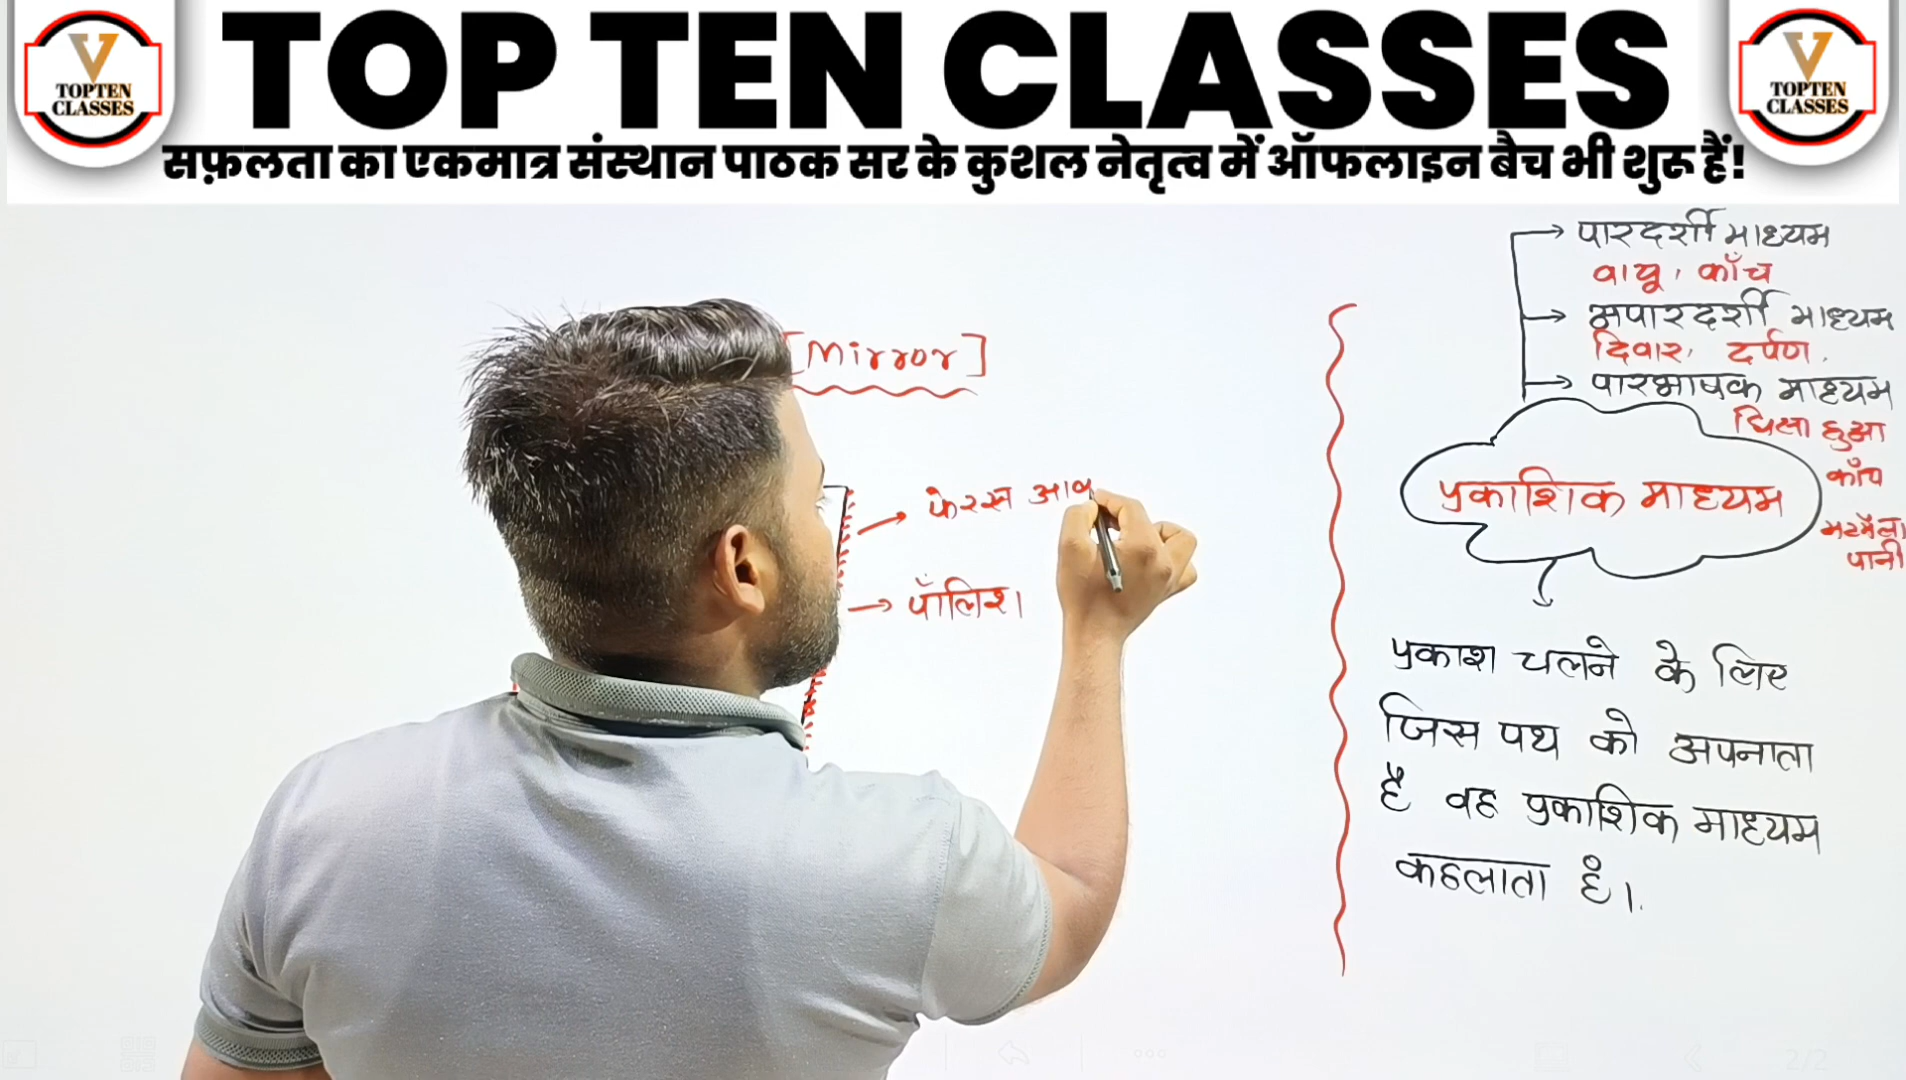 V
TOPTEN
CLASSES
TOP TEN CLASSES
V
TOPTEN
CLASSES
सफ़लता का एकमात्र संस्थान पाठक सर के कुशल नेतृत्व में ऑफलाइन बैच भी शुरू हैं!
[Mirror]
फेरस आव
पॉलिश।
पारदर्शी माध्यम
वायु, काँच
अपारदर्शी माध्यम
दिवार, दर्पण.
पारभाषक माध्यम
घिसा हुआ
काँच
मटमैला
पानी
प्रकाशिक माध्यम
प्रकाश चलने के लिए
जिस पथ को अपनाता
है वह प्रकाशिक माध्यम
कहलाता है।
2/2